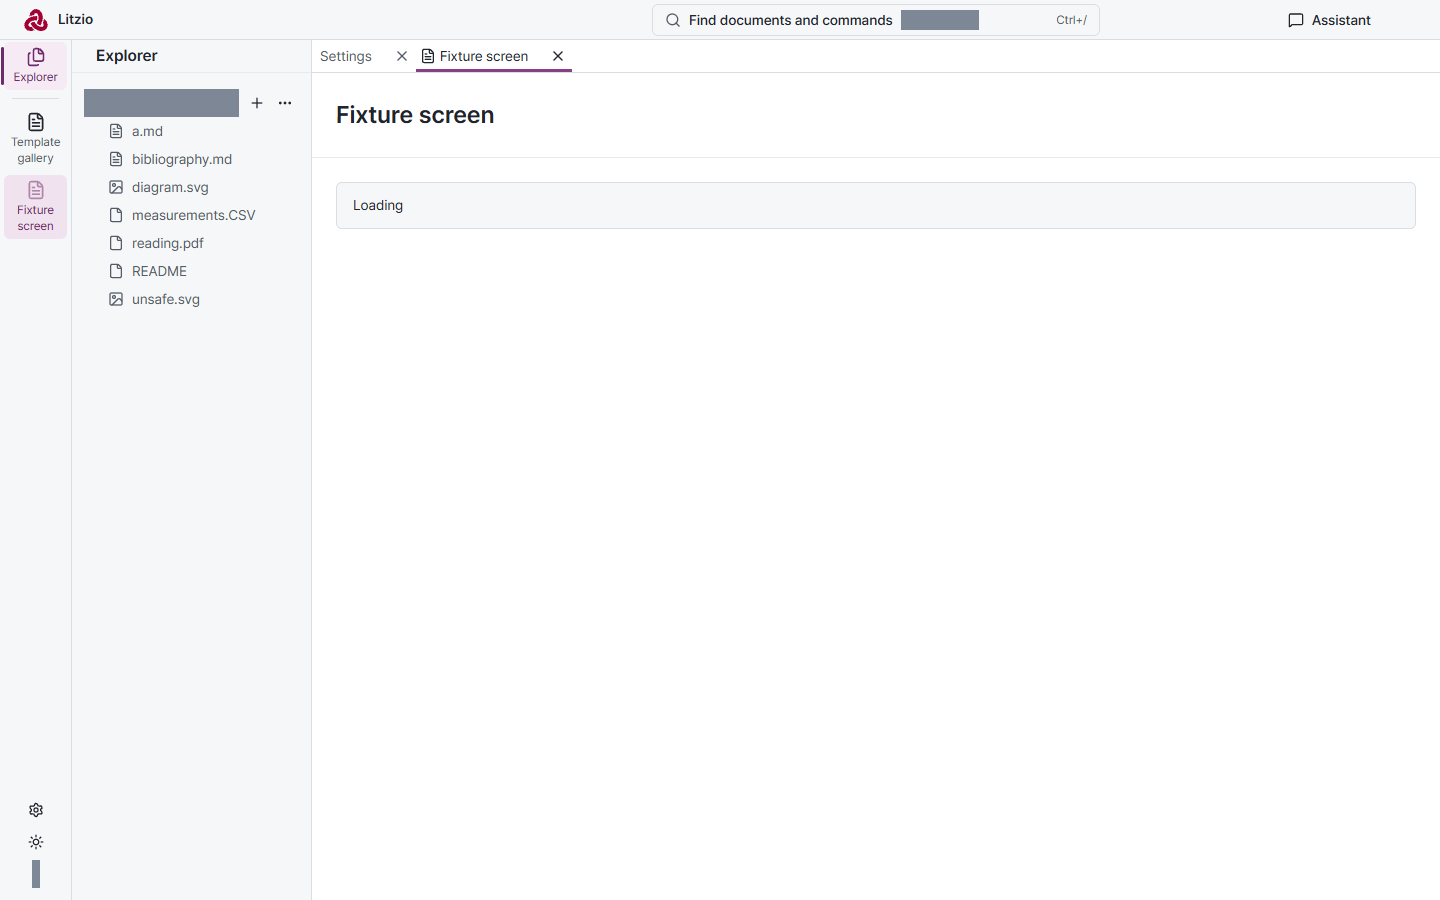 Litzio
Find documents and commands
Ctrl+/
Assistant
Explorer
Template
gallery
Fixture
screen
Explorer
a.md
bibliography.md
diagram.svg
measurements.CSV
reading.pdf
README
unsafe.svg
Settings
Fixture screen
Fixture screen
Loading